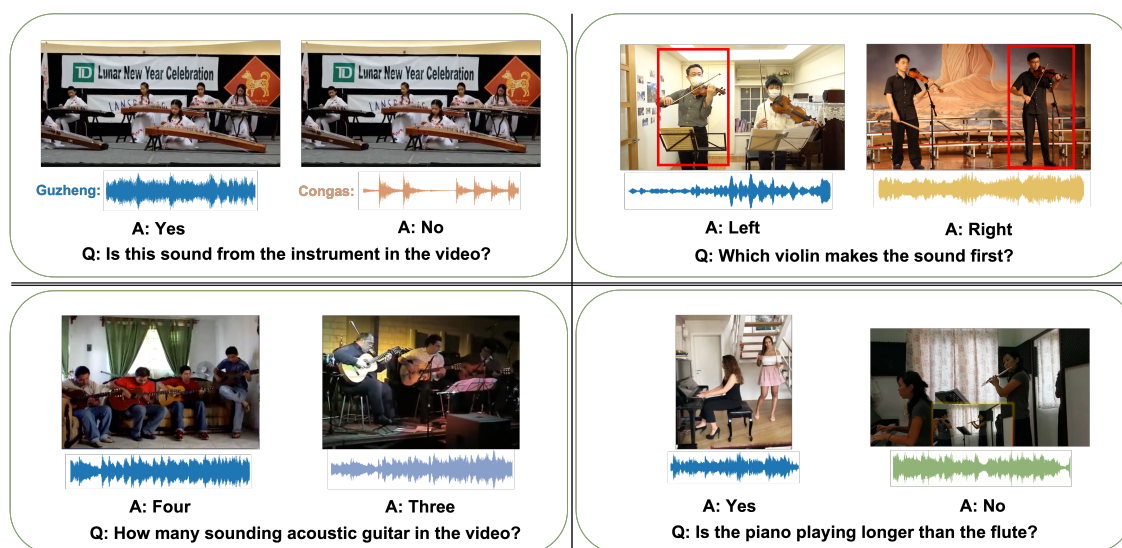 TD Lunar New Year Celebration
TD Lunar New Year Celebration
Guzheng:
Congas:
A: Yes
A: No
Q: Is this sound from the instrument in the video?
A: Left
A: Right
Q: Which violin makes the sound first?
A: Four
A: Three
Q: How many sounding acoustic guitar in the video?
A: Yes
A: No
Q: Is the piano playing longer than the flute?